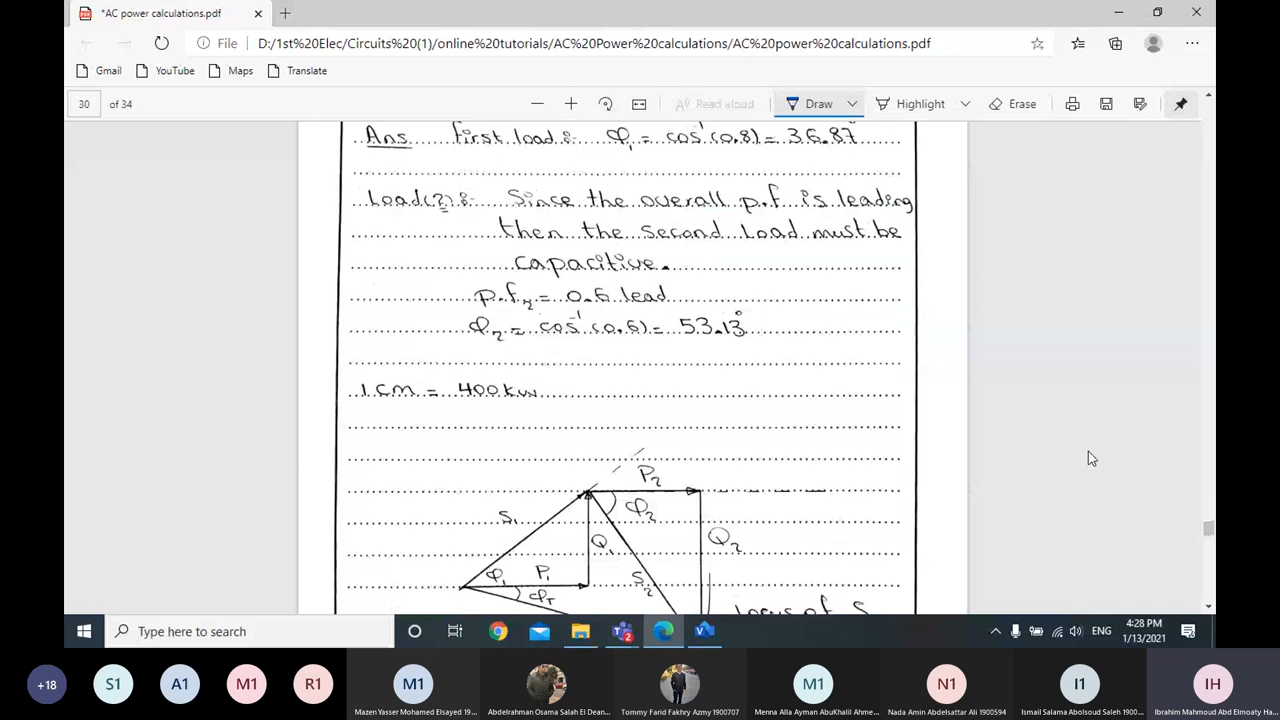 *AC power calculations.pdf
File D:/1st%20Elec/Circuits%20(1)/online%20tutorials/AC%20Power%20calculations/AC%20power%20calculations.pdf
Gmail YouTube Maps Translate
30 of 34 Read aloud Draw Highlight Erase
Ans First load: φ₁ = cos⁻¹(0.8) = 36.87°
Load(2): Since the overall p.f is leading
then the second Load must be
capacitive.
p.f₂ = 0.6 lead
φ₂ = cos⁻¹(0.6) = 53.13°
1 cm = 400 kw
P₂
S₁ φ₂
Q₁ Q₂
φ₁ P₁ S₂
φT
locus of S
Type here to search ENG 4:28 PM
1/13/2021
+18 S1 A1 M1 R1 M1 M1 N1 I1 IH
Mazen Yasser Mohamed Elsayed 19... Abdelrahman Osama Salah El Dean... Tommy Farid Fakhry Azmy 1900707 Menna Alla Ayman AbuKhalil Ahme... Nada Amin Abdelsattar Ali 1900594 Ismail Salama Abolsoud Saleh 1900... Ibrahim Mahmoud Abd Elmoaty Ha...